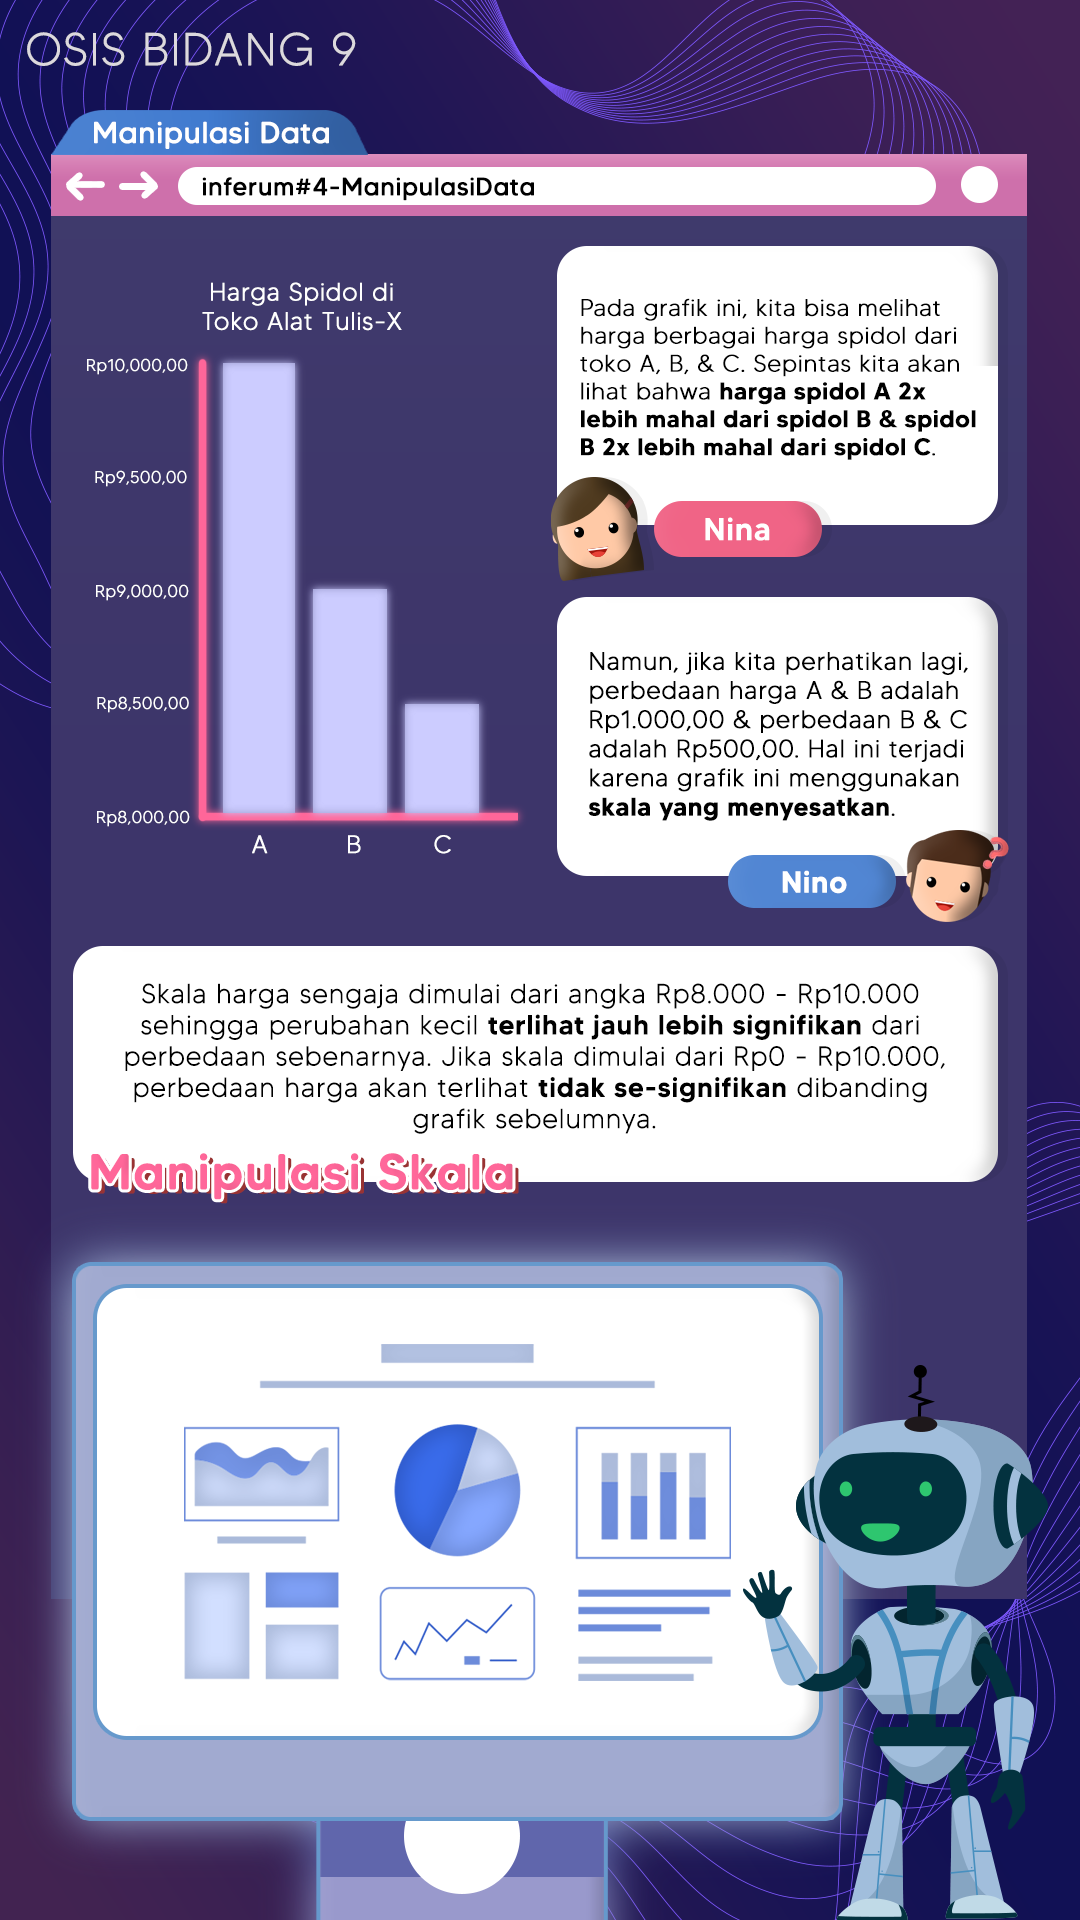 OSIS BIDANG 9
Manipulasi Data
inferum#4-ManipulasiData
Harga Spidol di
Toko Alat Tulis-X
Rp10,000,00
Rp9,500,00
Rp9,000,00
Rp8,500,00
Rp8,000,00
A
B
C
Pada grafik ini, kita bisa melihat
harga berbagai harga spidol dari
toko A, B, & C. Sepintas kita akan
lihat bahwa harga spidol A 2x
lebih mahal dari spidol B & spidol
B 2x lebih mahal dari spidol C.
Nina
Namun, jika kita perhatikan lagi,
perbedaan harga A & B adalah
Rp1.000,00 & perbedaan B & C
adalah Rp500,00. Hal ini terjadi
karena grafik ini menggunakan
skala yang menyesatkan.
Nino
Skala harga sengaja dimulai dari angka Rp8.000 - Rp10.000
sehingga perubahan kecil terlihat jauh lebih signifikan dari
perbedaan sebenarnya. Jika skala dimulai dari Rp0 - Rp10.000,
perbedaan harga akan terlihat tidak se-signifikan dibanding
grafik sebelumnya.
Manipulasi Skala